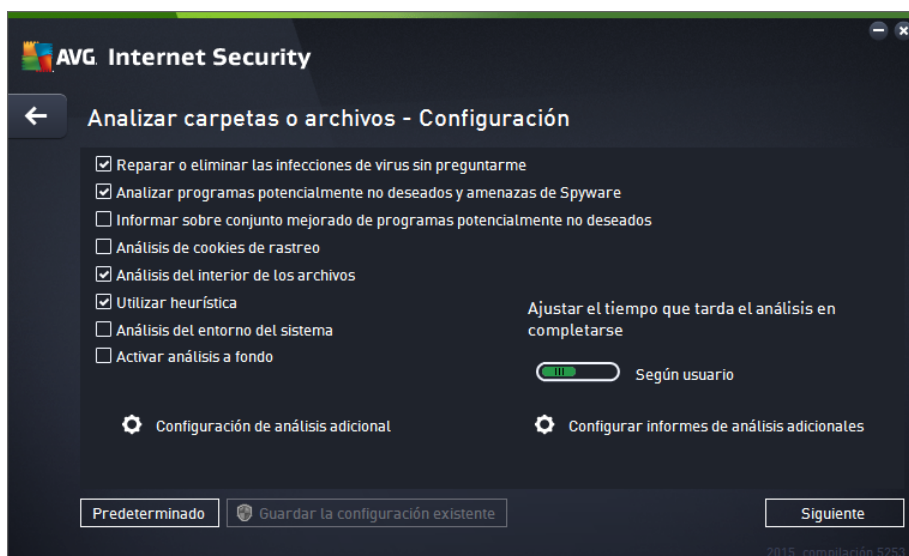 AVG. Internet Security
Analizar carpetas o archivos - Configuración
Reparar o eliminar las infecciones de virus sin preguntarme
Analizar programas potencialmente no deseados y amenazas de Spyware
Informar sobre conjunto mejorado de programas potencialmente no deseados
Análisis de cookies de rastreo
Análisis del interior de los archivos
Utilizar heurística
Análisis del entorno del sistema
Activar análisis a fondo
Ajustar el tiempo que tarda el análisis en
completarse
Según usuario
Configuración de análisis adicional
Configurar informes de análisis adicionales
Predeterminado
Guardar la configuración existente
Siguiente
2015, compilación 5253